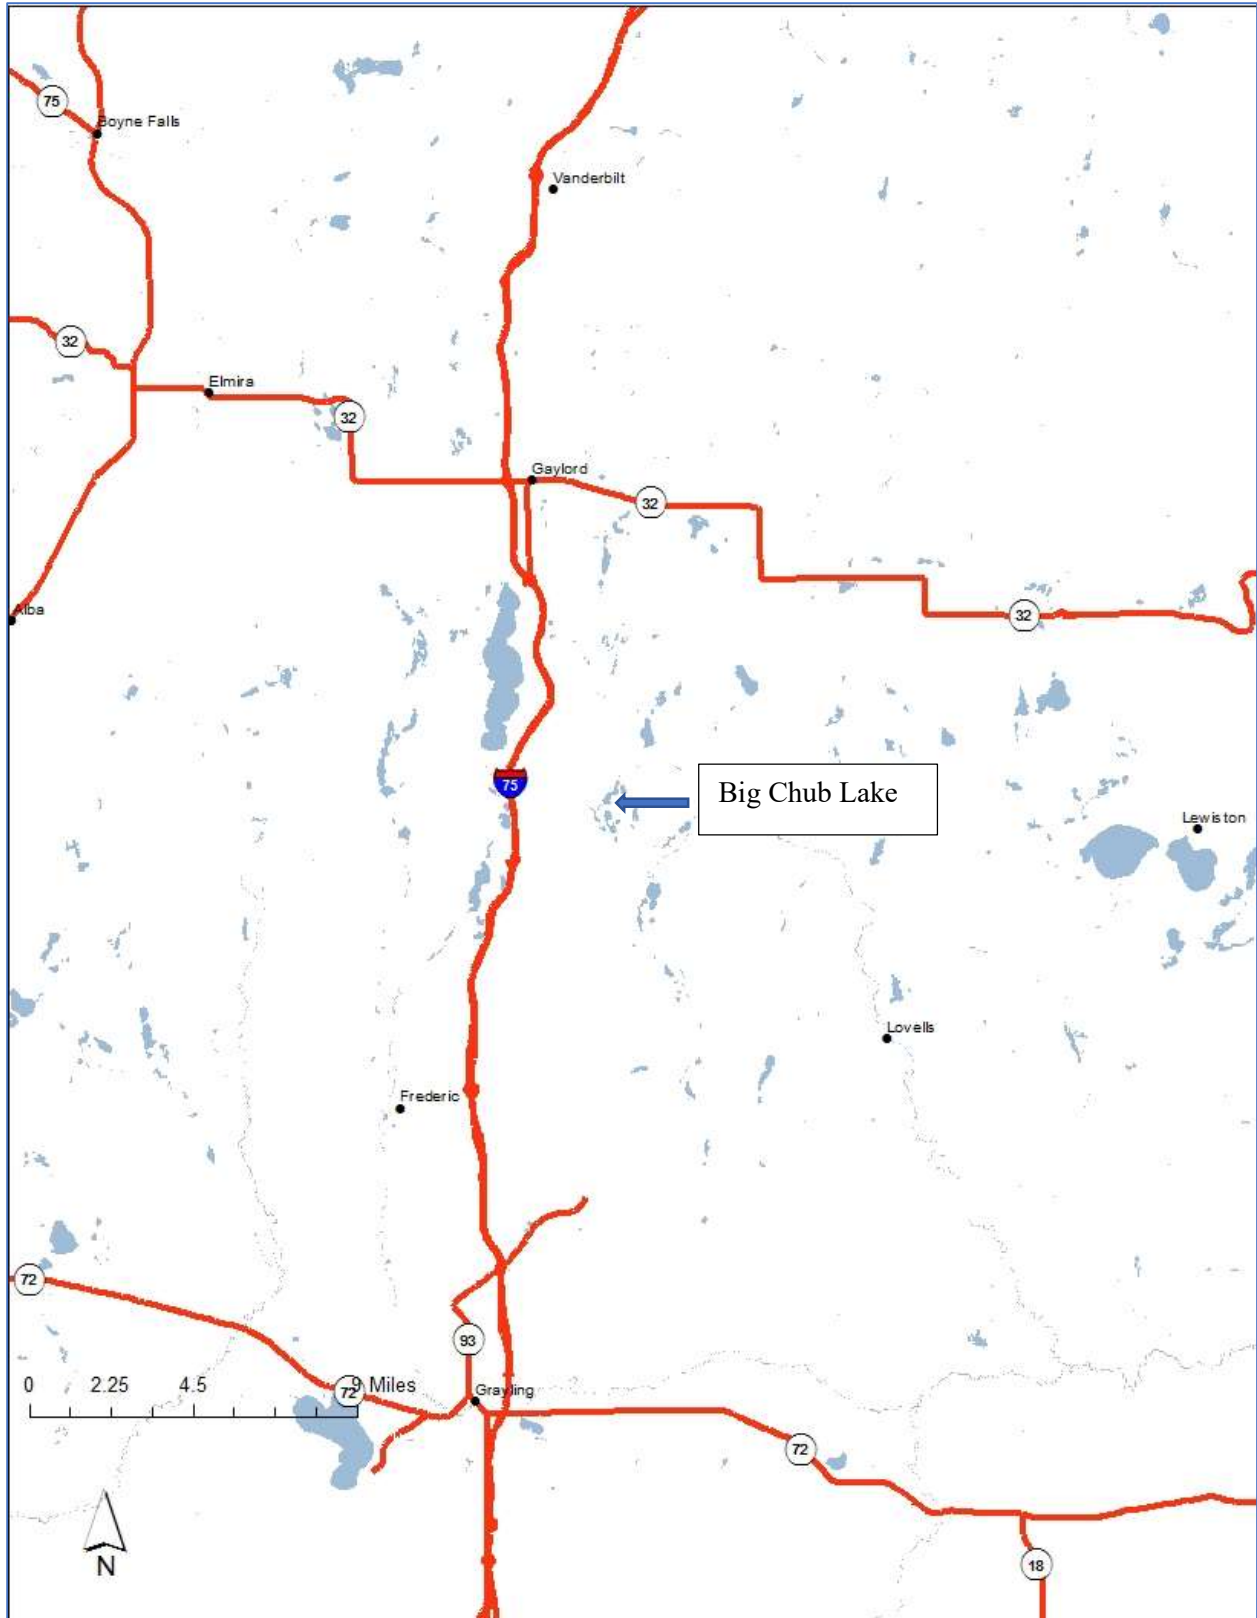 75
Boyne Falls
Vanderbilt
32
Elmira
32
Gaylord
32
Alba
32
75
Big Chub Lake
Lewiston
Lovells
Frederic
72
93
0 2.25 4.5 9 Miles
72
Grayling
72
N
18